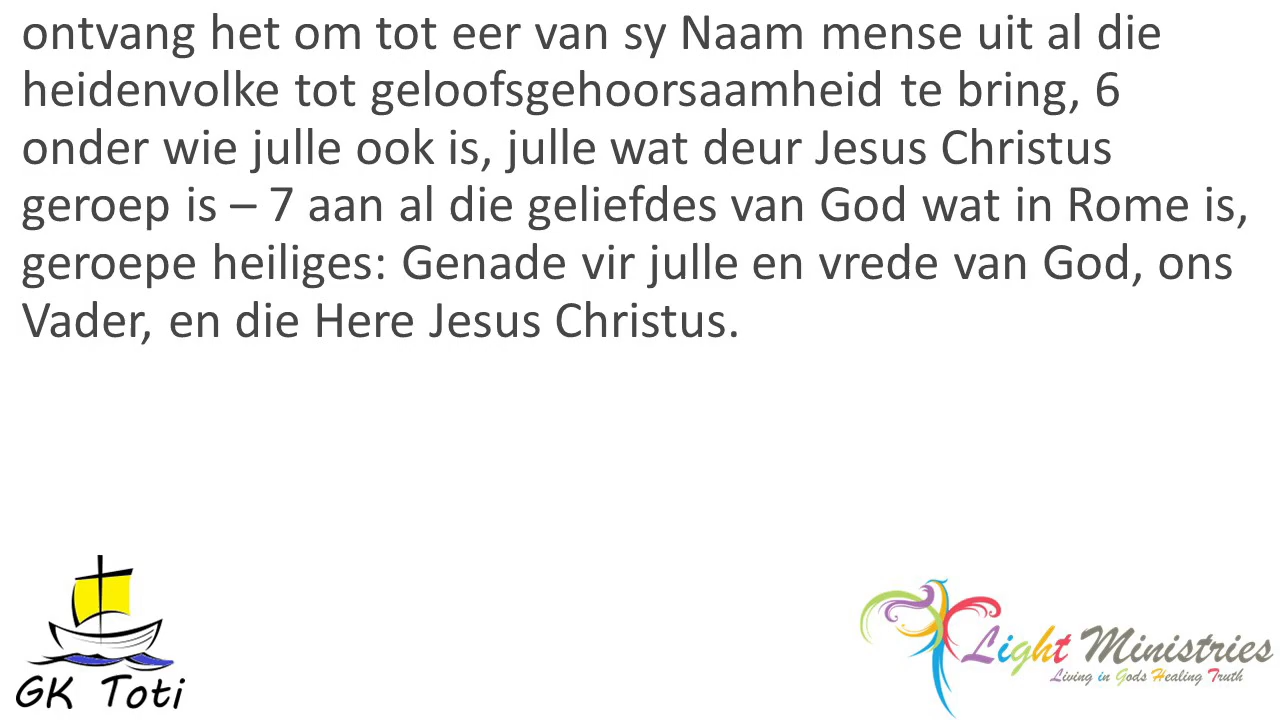 ontvang het om tot eer van sy Naam mense uit al die
heidenvolke tot geloofsgehoorsaamheid te bring, 6
onder wie julle ook is, julle wat deur Jesus Christus
geroep is – 7 aan al die geliefdes van God wat in Rome is,
geroepe heiliges: Genade vir julle en vrede van God, ons
Vader, en die Here Jesus Christus.
GK Toti
Light Ministries
Living in Gods Healing Truth